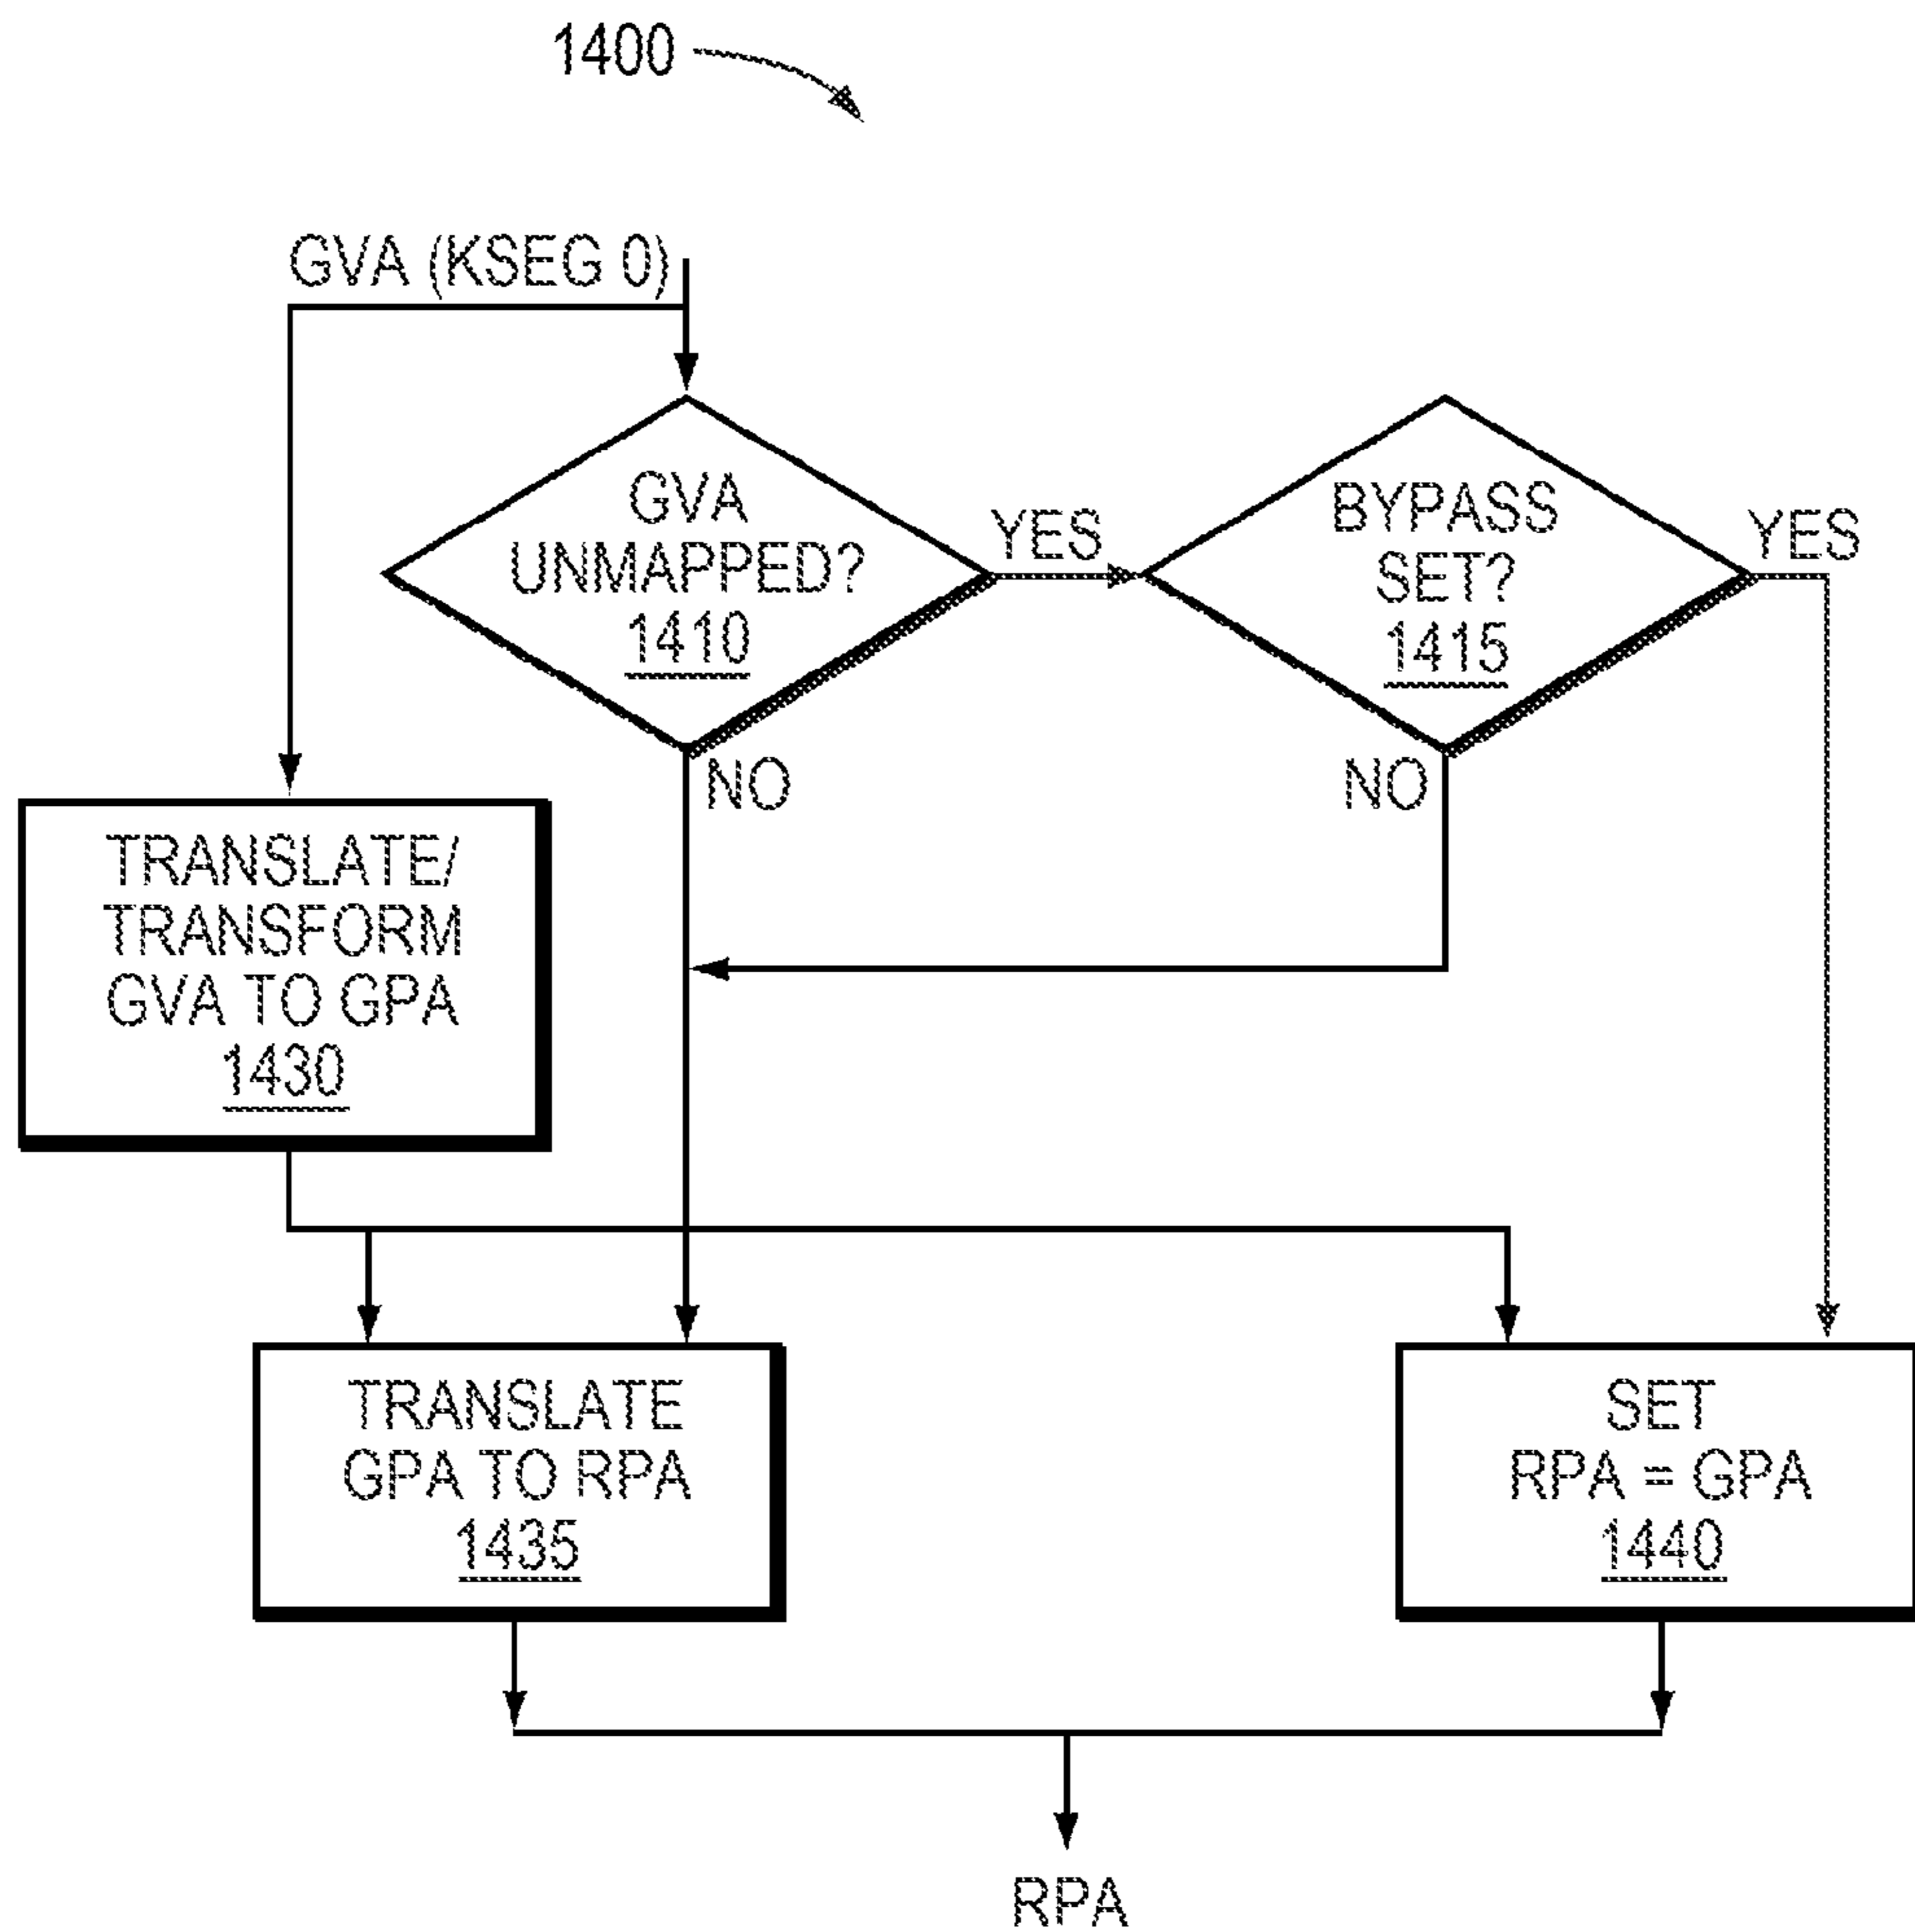 1400
GVA (KSEG 0)
GVA
UNMAPPED?
1410
YES
BYPASS
SET?
1415
YES
NO
NO
TRANSLATE/
TRANSFORM
GVA TO GPA
1430
TRANSLATE
GPA TO RPA
1435
SET
RPA = GPA
1440
RPA